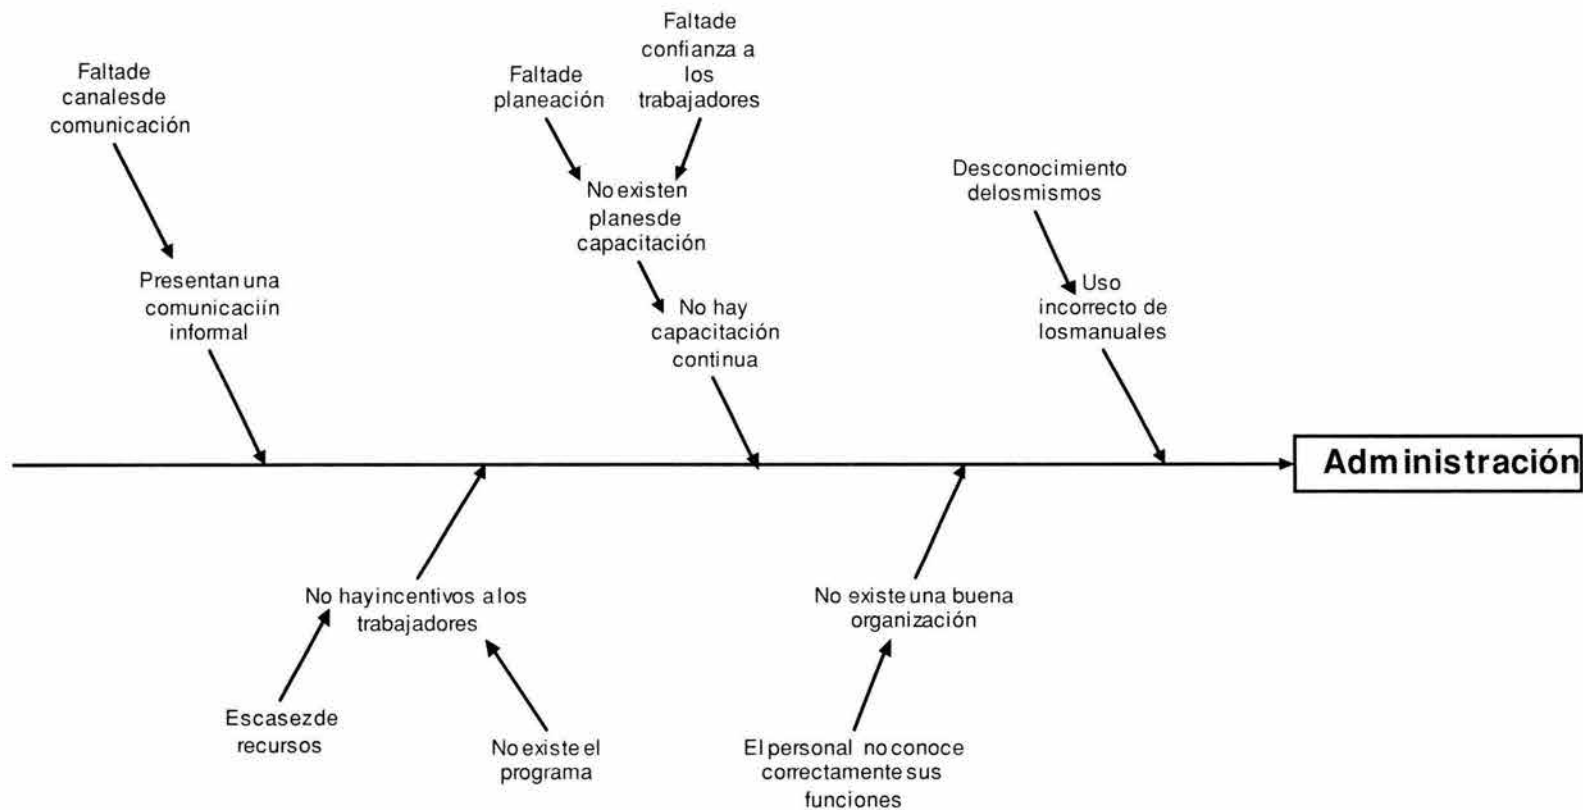 Faltade
canalesde
comunicación
Presentan una
comunicaciín
informal
Faltade
planeación
Faltade
confianza a
los
trabajadores
No existen
planesde
capacitación
No hay
capacitación
continua
Desconocimiento
delosmismos
Uso
incorrecto de
losmanuales
Administración
No hayincentivos alos
trabajadores
Escasezde
recursos
No existe el
programa
No existe una buena
organización
El personal no conoce
correctamente sus
funciones